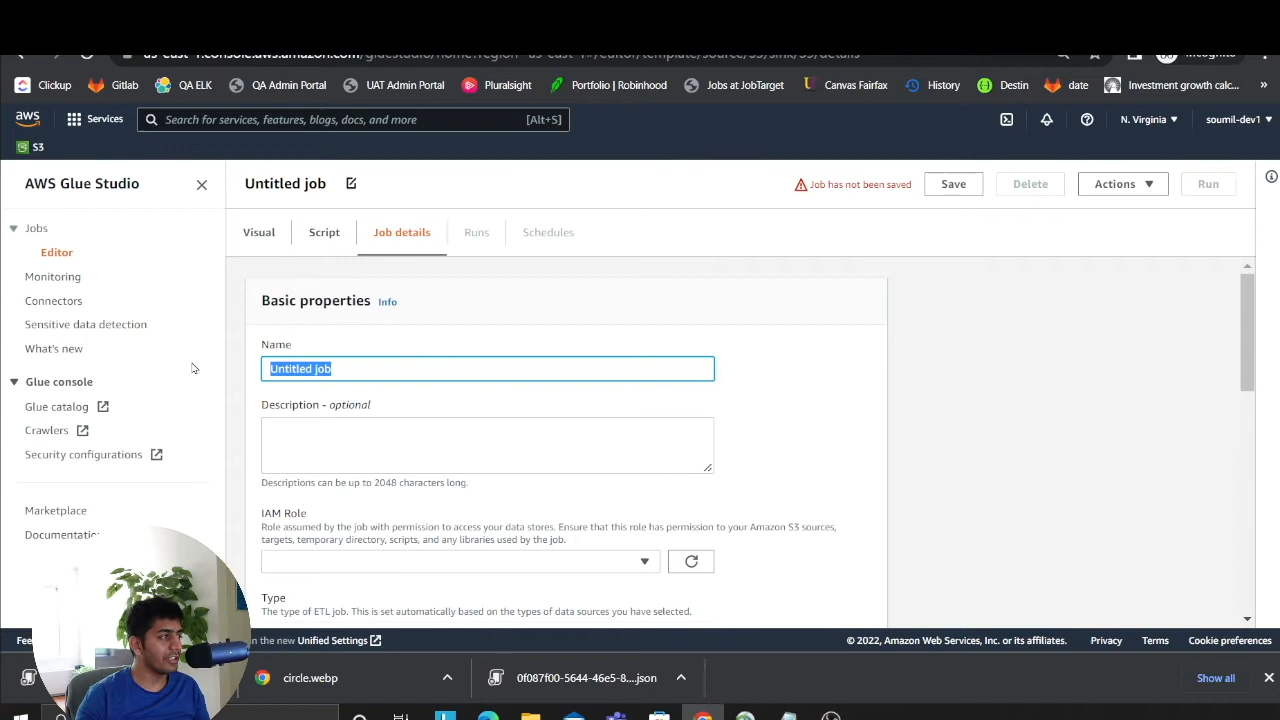 Clickup
Gitlab
QA ELK
QA Admin Portal
UAT Admin Portal
Pluralsight
Portfolio | Robinhood
Jobs at JobTarget
Canvas Fairfax
History
Destin
date
Investment growth calc...
»
aws
Services
Search for services, features, blogs, docs, and more
[Alt+S]
N. Virginia
soumil-dev1
S3
AWS Glue Studio
Untitled job
Job has not been saved
Save
Delete
Actions
Run
Jobs
Editor
Monitoring
Connectors
Sensitive data detection
What's new
Glue console
Glue catalog
Crawlers
Security configurations
Marketplace
Visual
Script
Job details
Runs
Schedules
Basic properties
Info
Name
Untitled job
Description - optional
Descriptions can be up to 2048 characters long.
IAM Role
Role assumed by the job with permission to access your data stores. Ensure that this role has permission to your Amazon S3 sources,
targets, temporary directory, scripts, and any libraries used by the job.
Type
The type of ETL job. This is set automatically based on the types of data sources you have selected.
in the new Unified Settings
© 2022, Amazon Web Services, Inc. or its affiliates.
Privacy
Terms
Cookie preferences
circle.webp
0f087f00-5644-46e5-8....json
Show all